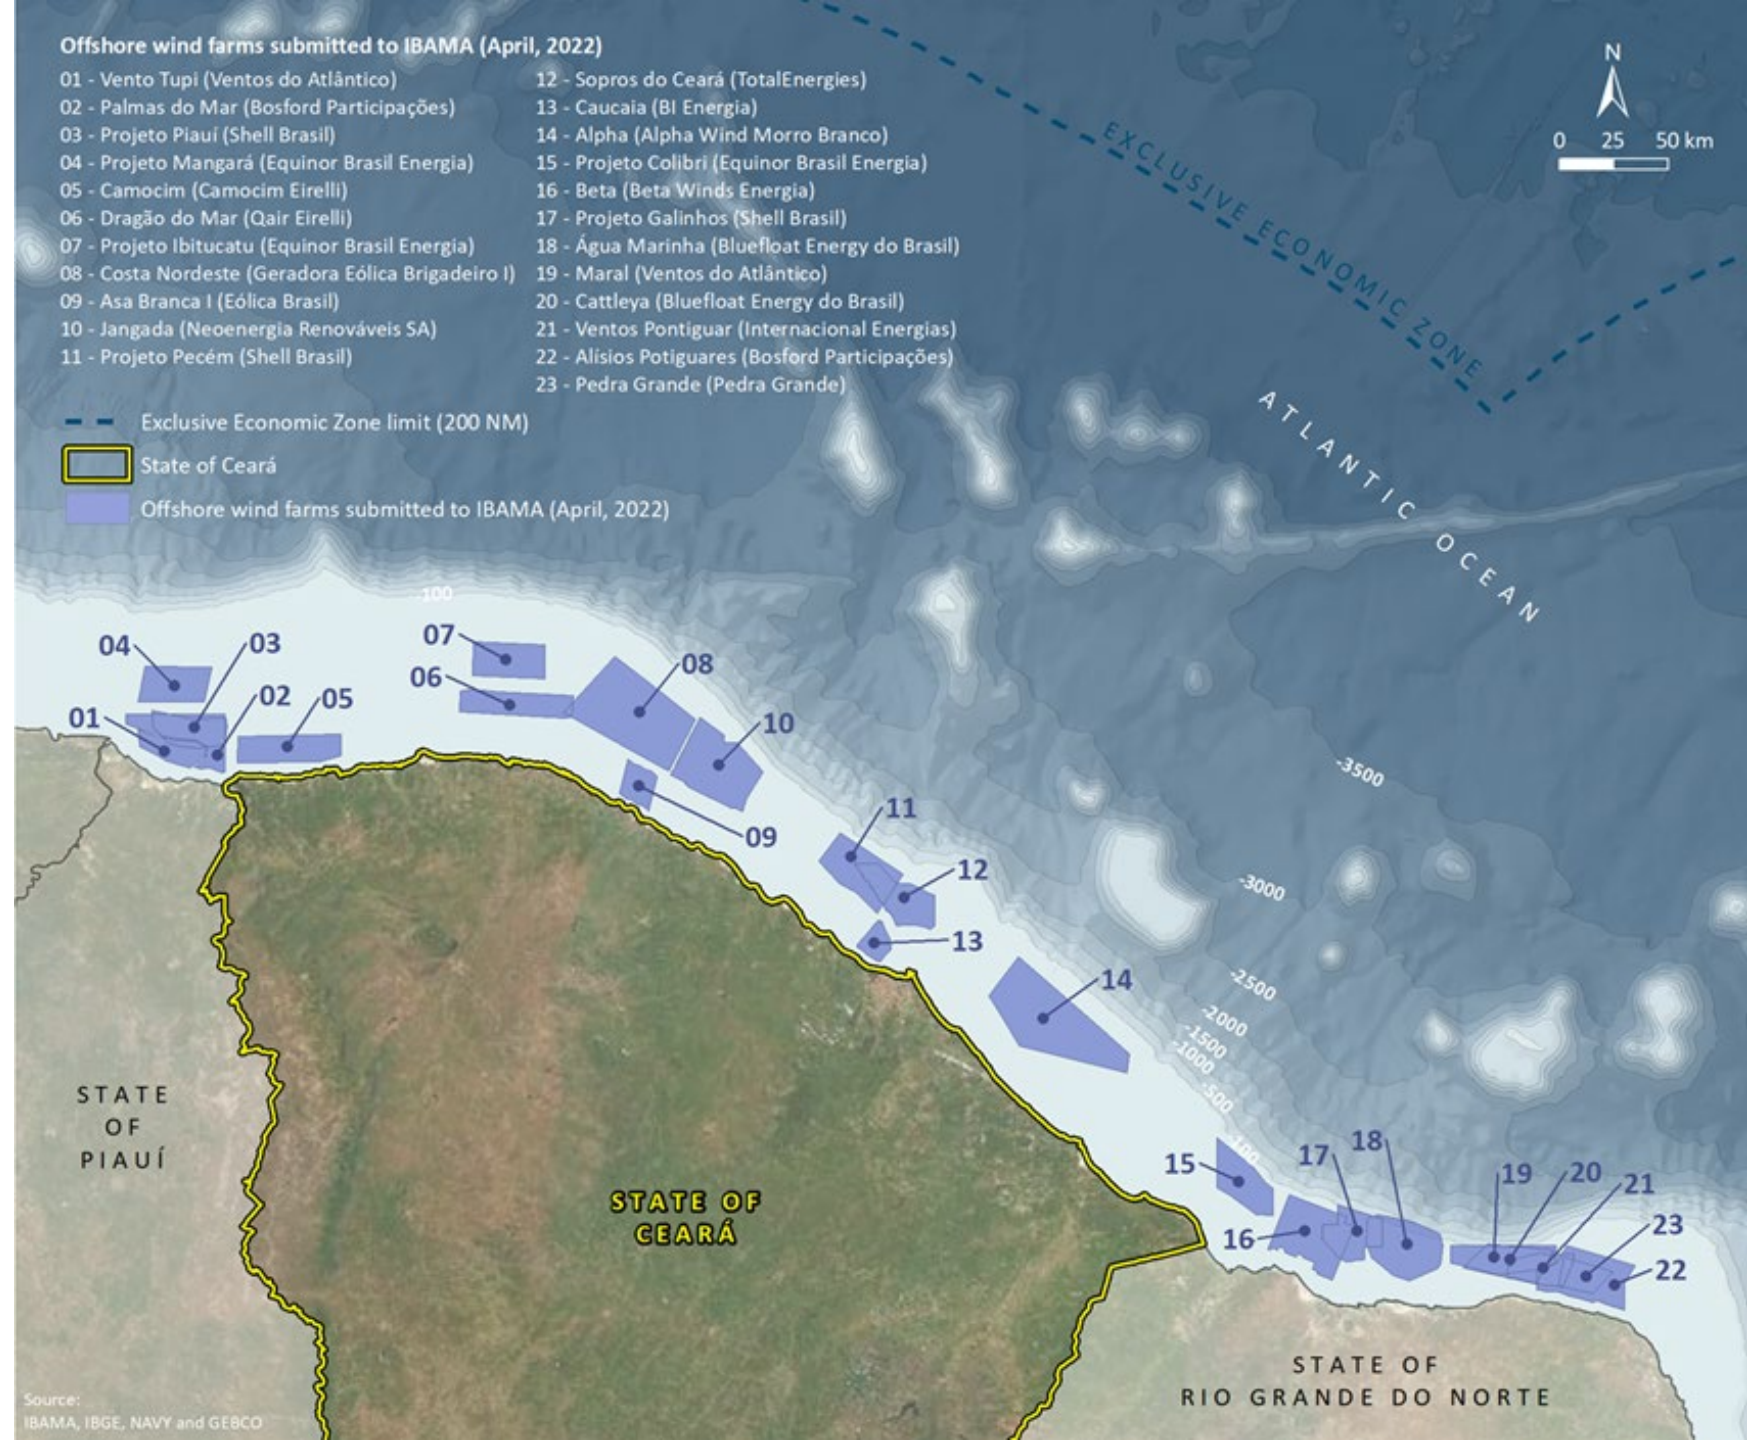 Offshore wind farms submitted to IBAMA (April, 2022)
01 - Vento Tupi (Ventos do Atlântico)
02 - Palmas do Mar (Bosford Participações)
03 - Projeto Piauí (Shell Brasil)
04 - Projeto Mangará (Equinor Brasil Energia)
05 - Camocim (Camocim Eirelli)
06 - Dragão do Mar (Qair Eirelli)
07 - Projeto Ibitucatu (Equinor Brasil Energia)
08 - Costa Nordeste (Geradora Eólica Brigadeiro I)
09 - Asa Branca I (Eólica Brasil)
10 - Jangada (Neoenergia Renováveis SA)
11 - Projeto Pecém (Shell Brasil)
12 - Sopros do Ceará (TotalEnergies)
13 - Caucaia (BI Energia)
14 - Alpha (Alpha Wind Morro Branco)
15 - Projeto Colibri (Equinor Brasil Energia)
16 - Beta (Beta Winds Energia)
17 - Projeto Galinhos (Shell Brasil)
18 - Água Marinha (Bluefloat Energy do Brasil)
19 - Maral (Ventos do Atlântico)
20 - Cattleya (Bluefloat Energy do Brasil)
21 - Ventos Pontiguar (Internacional Energias)
22 - Alísios Potiguares (Bosford Participações)
23 - Pedra Grande (Pedra Grande)
Exclusive Economic Zone limit (200 NM)
State of Ceará
Offshore wind farms submitted to IBAMA (April, 2022)
N
0 25 50 km
EXCLUSIVE ECONOMIC ZONE
ATLANTIC OCEAN
-100
04
03
07
06
08
02
05
01
10
09
11
12
13
14
-3500
-3000
-2500
-2000
-1500
-1000
-500
-100
15
16
17
18
19
20
21
23
22
STATE
OF
PIAUÍ
STATE OF
CEARÁ
STATE OF
RIO GRANDE DO NORTE
Source:
IBAMA, IBGE, NAVY and GEBCO